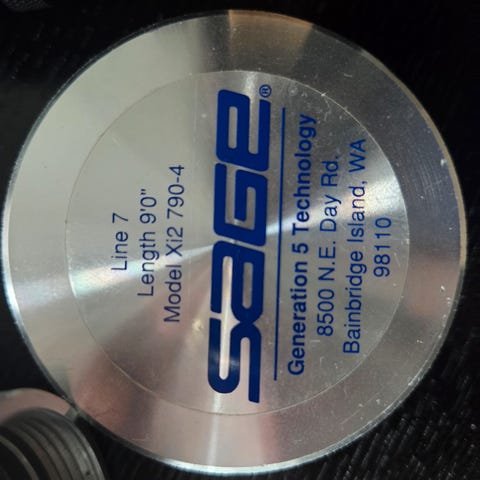 Line 7
Length 9'0"
Model Xi2 790-4
SAGE®
Generation 5 Technology
8500 N.E. Day Rd.
Bainbridge Island, WA
98110